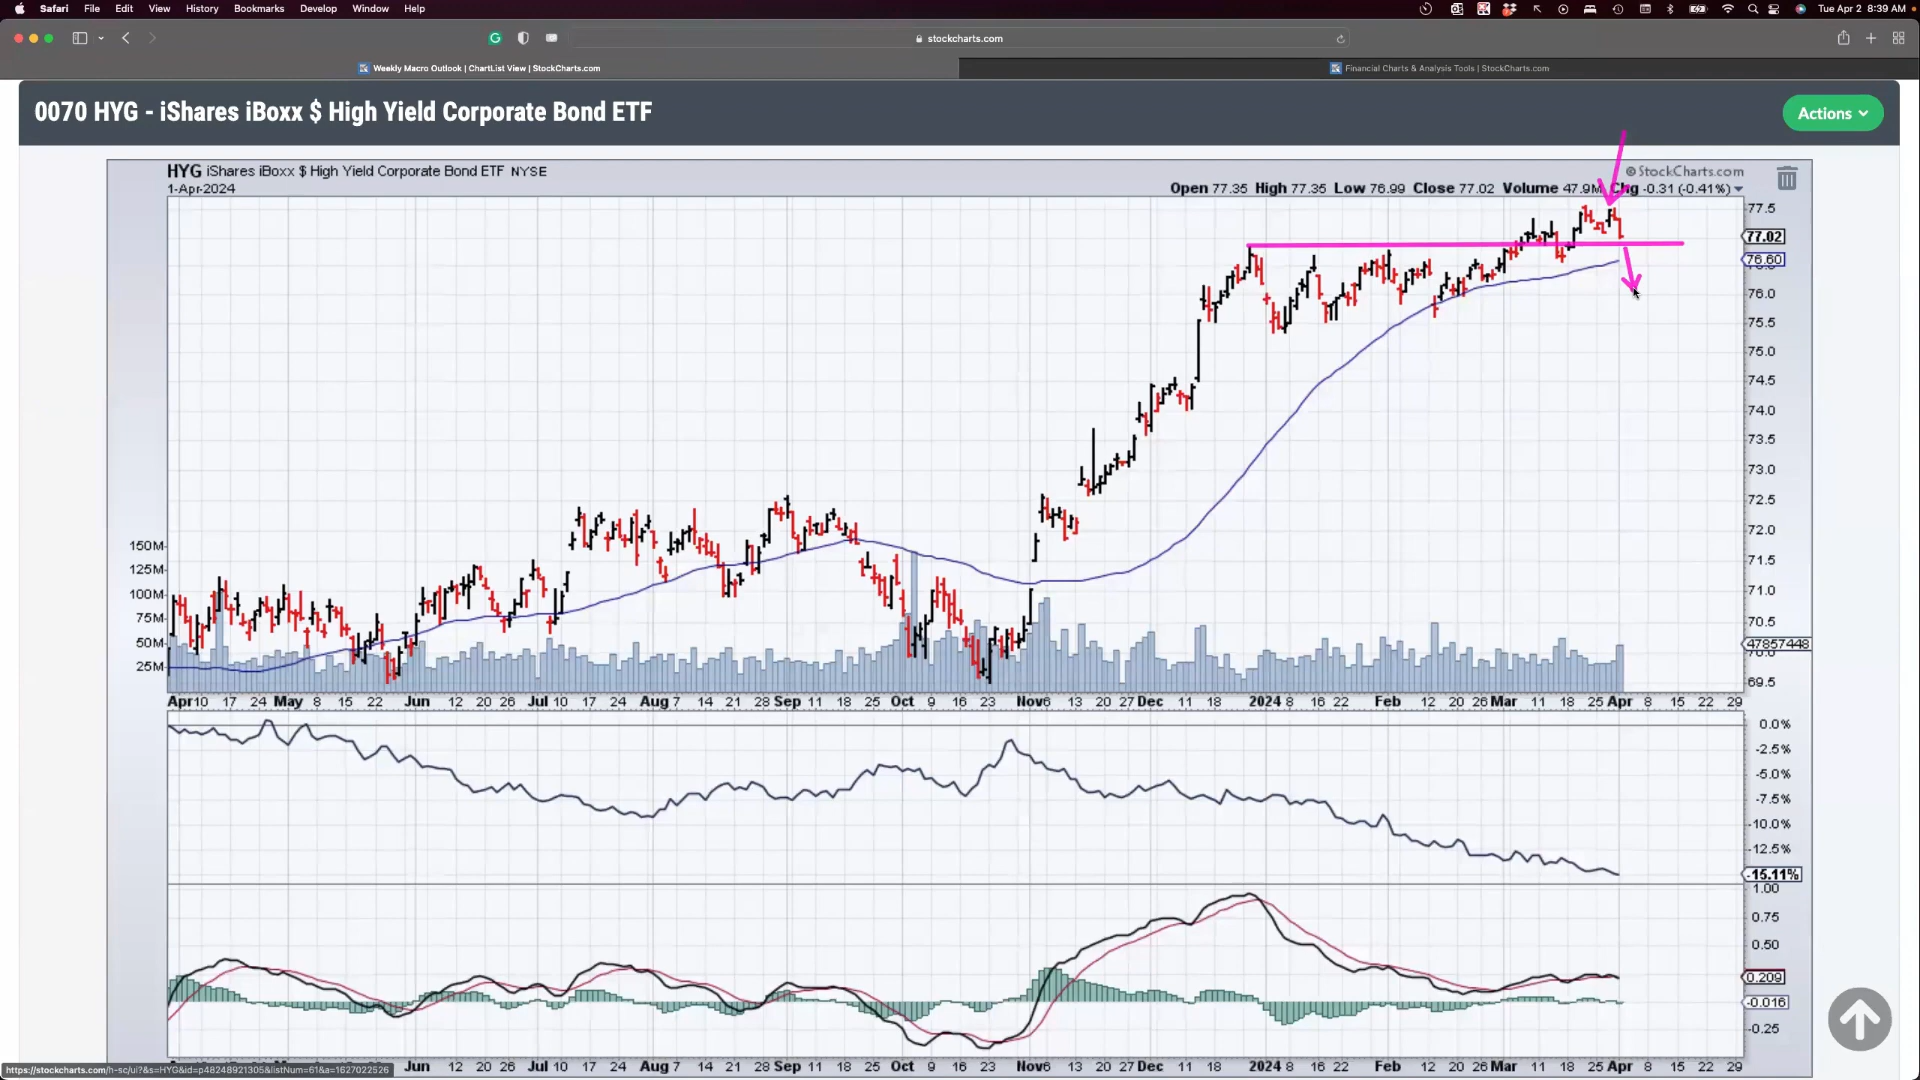 Safari File Edit View History Bookmarks Develop Window Help Tue Apr 2 8:39 AM
stockcharts.com
Weekly Macro Outlook | ChartList View | StockCharts.com Financial Charts & Analysis Tools | StockCharts.com
0070 HYG - iShares iBoxx $ High Yield Corporate Bond ETF
Actions
HYG iShares iBoxx $ High Yield Corporate Bond ETF NYSE
© StockCharts.com
1-Apr-2024
Open 77.35 High 77.35 Low 76.99 Close 77.02 Volume 47.9M Chg -0.31 (-0.41%)
77.5
77.02
76.60
76.0
75.5
75.0
74.5
74.0
73.5
73.0
72.5
72.0
71.5
71.0
70.5
69.5
150M
125M
100M
75M
50M
25M
47857448
Apr 10 17 24 May 8 15 22 Jun 12 20 26 Jul 10 17 24 Aug 7 14 21 28 Sep 11 18 25 Oct 9 16 23 Nov 6 13 20 27 Dec 11 18 2024 8 16 22 Feb 12 20 26 Mar 11 18 25 Apr 8 15 22 29
0.0%
-2.5%
-5.0%
-7.5%
-10.0%
-12.5%
-15.11%
1.00
0.75
0.50
0.209
-0.016
-0.25
https://stockcharts.com/h-sc/ui?&s=HYG&id=p48248921305&listNum=61&a=1627022526
Jun 12 20 26 Jul 10 17 24 Aug 7 14 21 28 Sep 11 18 25 Oct 9 16 23 Nov 6 13 20 27 Dec 11 18 2024 8 16 22 Feb 12 20 26 Mar 11 18 25 Apr 8 15 22 29